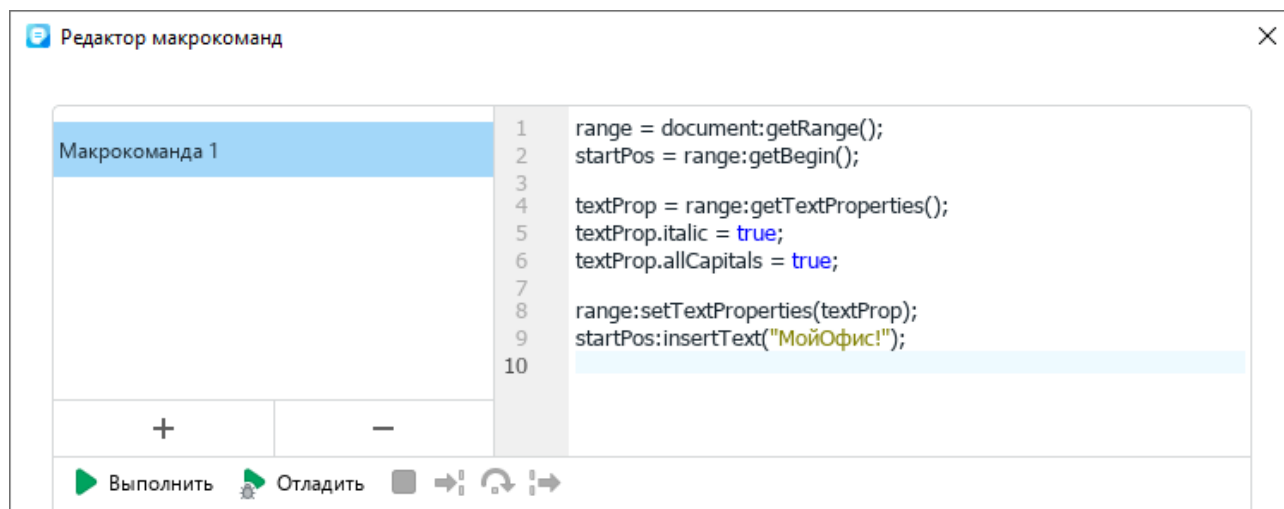 Редактор макрокоманд
Макрокоманда 1
1 range = document:getRange();
2 startPos = range:getBegin();
3
4 textProp = range:getTextProperties();
5 textProp.italic = true;
6 textProp.allCapitals = true;
7
8 range:setTextProperties(textProp);
9 startPos:insertText("МойОфис!");
10
Выполнить Отладить